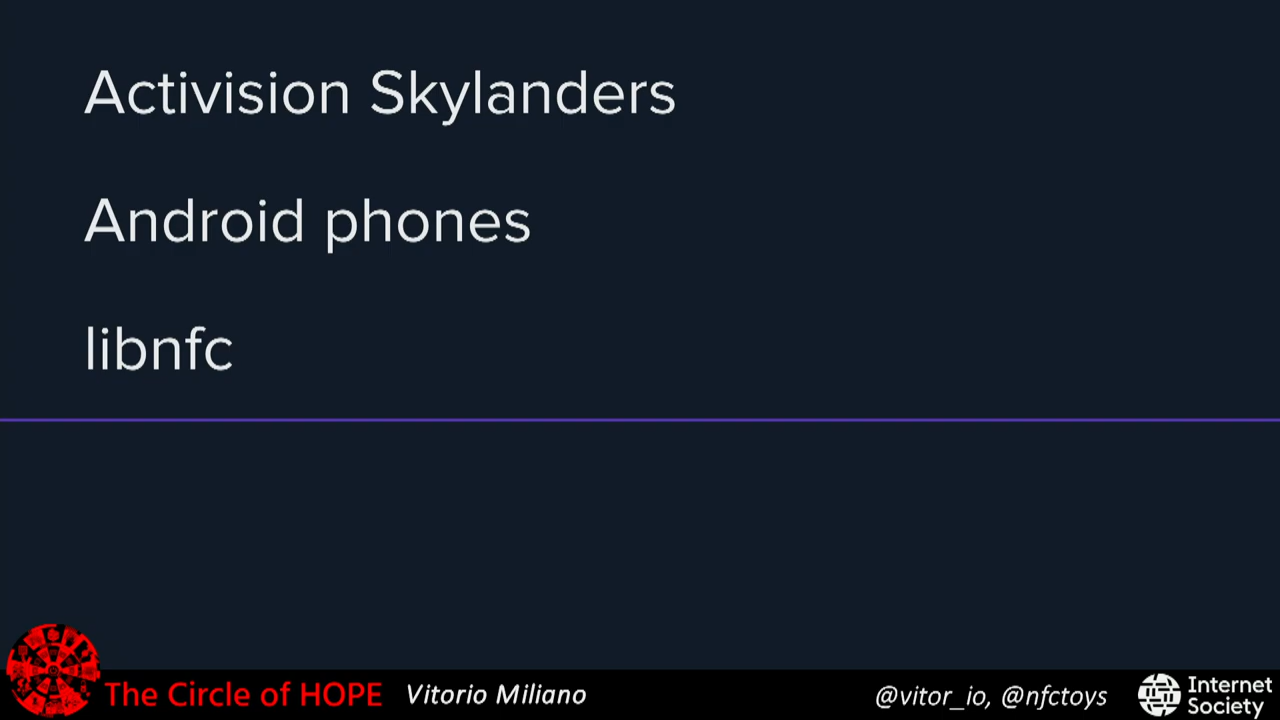 Activision Skylanders
Android phones
libnfc
The Circle of HOPE
Vitorio Miliano
@vitor_io, @nfctoys
Internet
Society